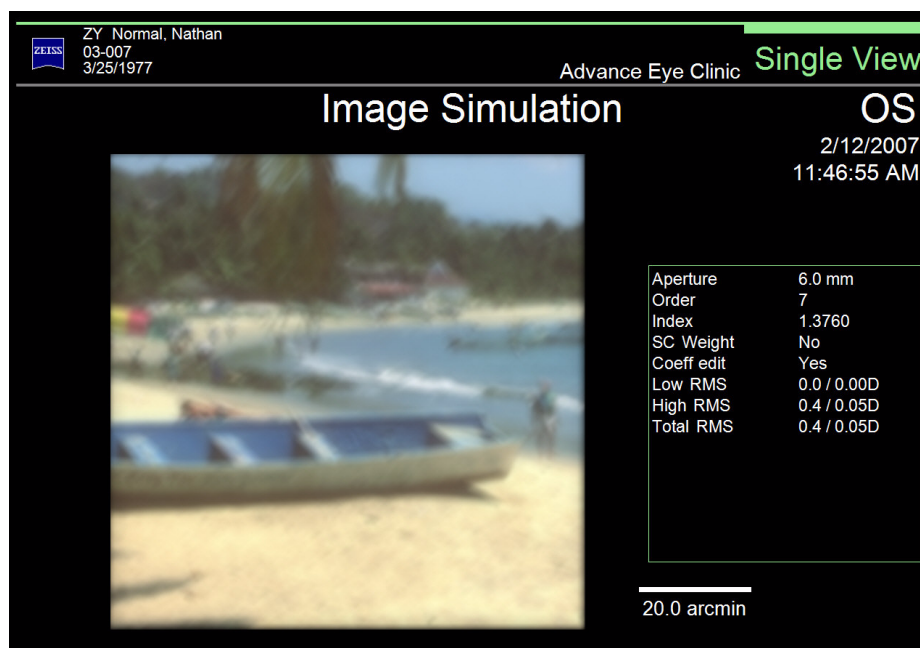 ZEISS
ZY Normal, Nathan
03-007
3/25/1977
Advance Eye Clinic
Single View
Image Simulation
OS
2/12/2007
11:46:55 AM
Aperture 6.0 mm
Order 7
Index 1.3760
SC Weight No
Coeff edit Yes
Low RMS 0.0 / 0.00D
High RMS 0.4 / 0.05D
Total RMS 0.4 / 0.05D
20.0 arcmin